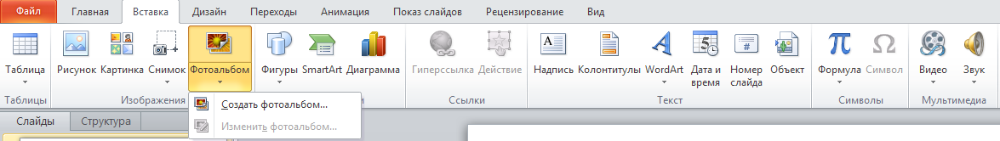 Файл Главная Вставка Дизайн Переходы Анимация Показ слайдов Рецензирование Вид
Таблица Рисунок Картинка Снимок Фотоальбом Фигуры SmartArt Диаграмма Гиперссылка Действие Надпись Колонтитулы WordArt Дата и время Номер слайда Объект Формула Символ Видео Звук
Таблицы Изображения Ссылки Текст Символы Мультимедиа
Создать фотоальбом...
Изменить фотоальбом...
Слайды Структура